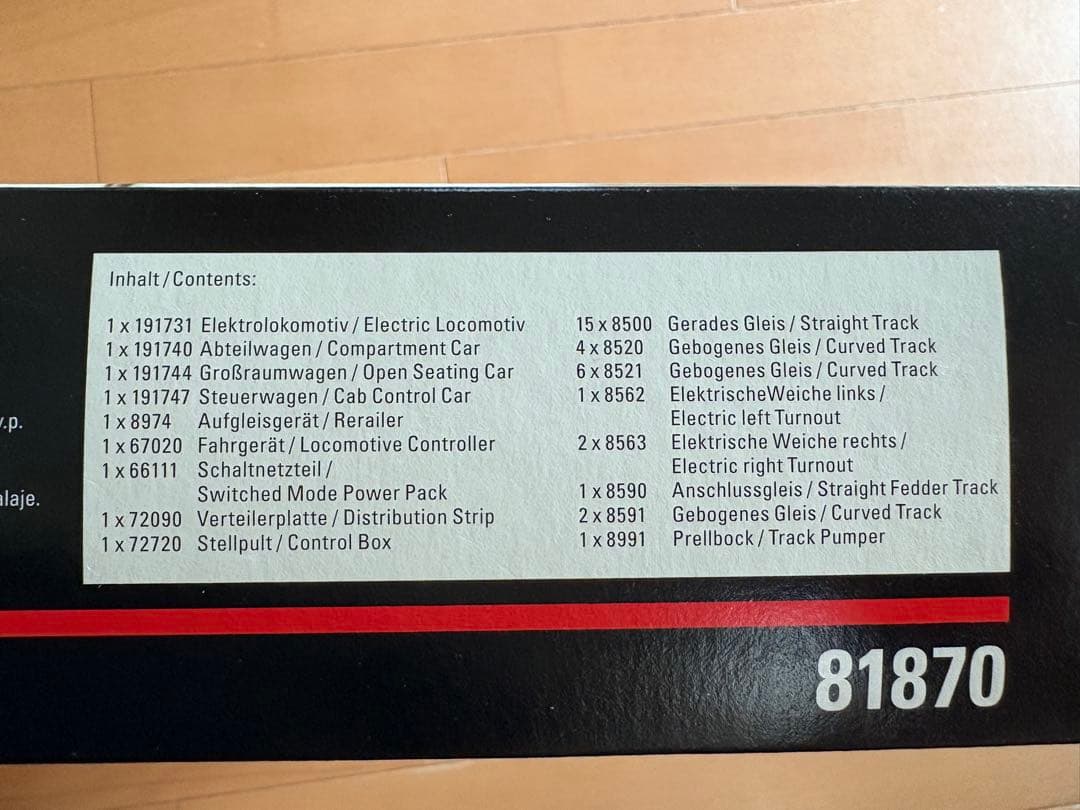 Inhalt / Contents:
1 x 191731 Elektrolokomotiv / Electric Locomotiv
1 x 191740 Abteilwagen / Compartment Car
1 x 191744 Großraumwagen / Open Seating Car
1 x 191747 Steuerwagen / Cab Control Car
1 x 8974 Aufgleisgerät / Rerailer
1 x 67020 Fahrgerät / Locomotive Controller
1 x 66111 Schaltnetzteil /
Switched Mode Power Pack
1 x 72090 Verteilerplatte / Distribution Strip
1 x 72720 Stellpult / Control Box
15 x 8500 Gerades Gleis / Straight Track
4 x 8520 Gebogenes Gleis / Curved Track
6 x 8521 Gebogenes Gleis / Curved Track
1 x 8562 ElektrischeWeiche links /
Electric left Turnout
2 x 8563 Elektrische Weiche rechts /
Electric right Turnout
1 x 8590 Anschlussgleis / Straight Fedder Track
2 x 8591 Gebogenes Gleis / Curved Track
1 x 8991 Prellbock / Track Pumper
81870